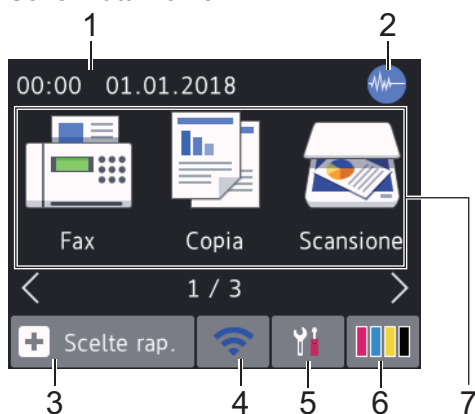 1 2
00:00 01.01.2018
Fax Copia Scansione
1 / 3
Scelte rap.
3 4 5 6 7